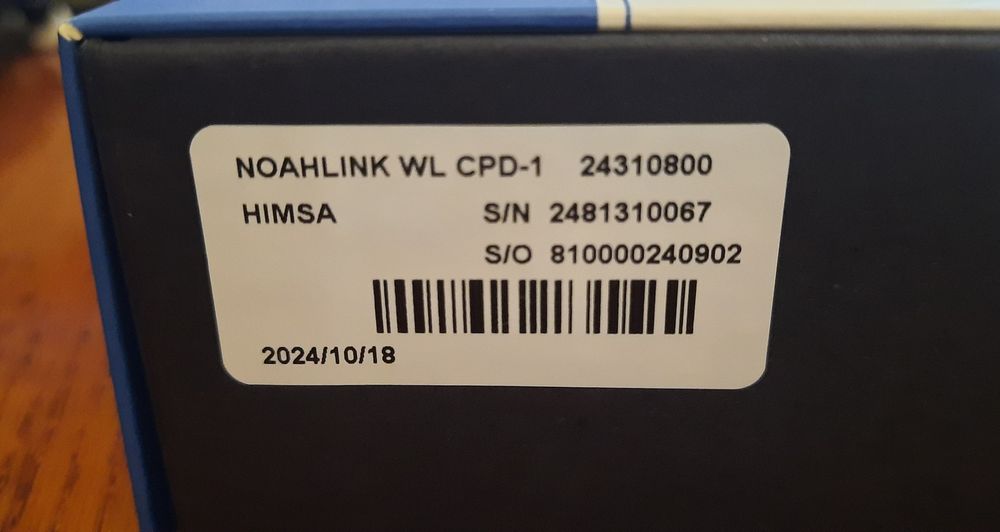 NOAHLINK WL CPD-1 24310800
HIMSA S/N 2481310067
S/O 810000240902
2024/10/18